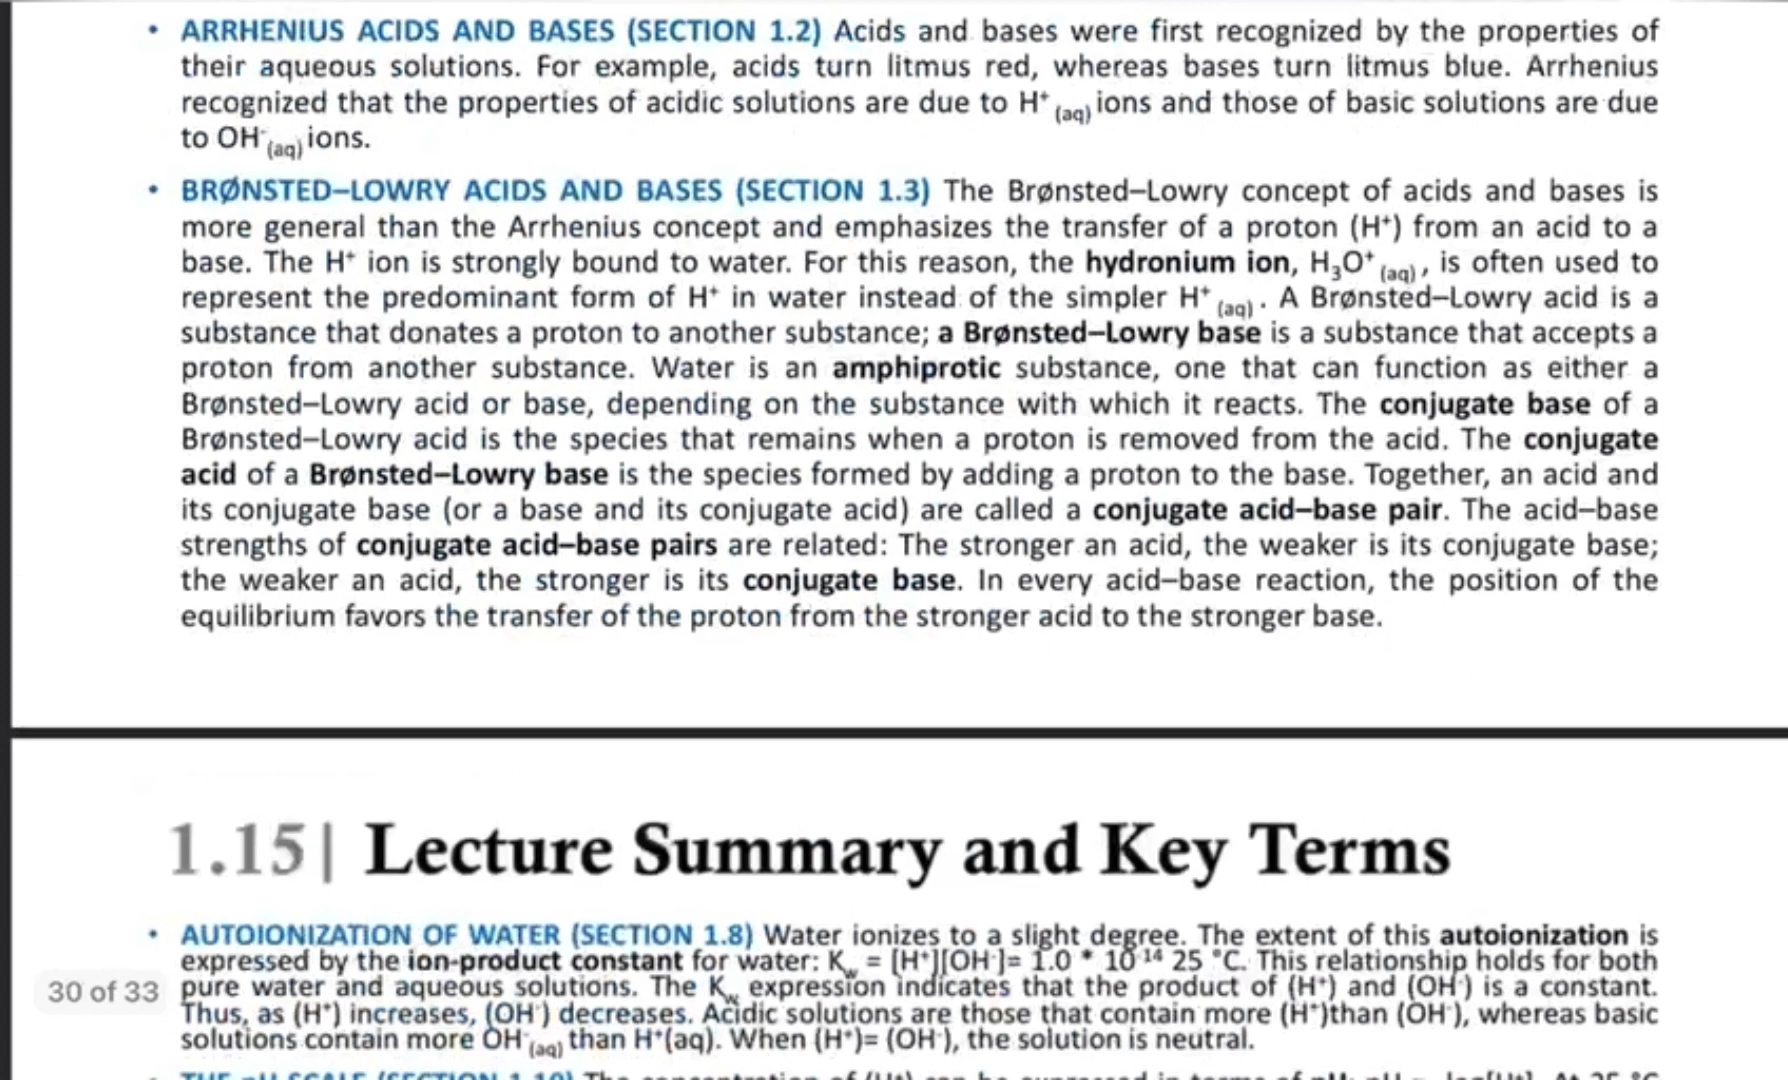 • ARRHENIUS ACIDS AND BASES (SECTION 1.2) Acids and bases were first recognized by the properties of
their aqueous solutions. For example, acids turn litmus red, whereas bases turn litmus blue. Arrhenius
recognized that the properties of acidic solutions are due to H⁺ (aq) ions and those of basic solutions are due
to OH⁻ (aq) ions.
• BRØNSTED–LOWRY ACIDS AND BASES (SECTION 1.3) The Brønsted–Lowry concept of acids and bases is
more general than the Arrhenius concept and emphasizes the transfer of a proton (H⁺) from an acid to a
base. The H⁺ ion is strongly bound to water. For this reason, the hydronium ion, H₃O⁺ (aq) , is often used to
represent the predominant form of H⁺ in water instead of the simpler H⁺ (aq) . A Brønsted–Lowry acid is a
substance that donates a proton to another substance; a Brønsted–Lowry base is a substance that accepts a
proton from another substance. Water is an amphiprotic substance, one that can function as either a
Brønsted–Lowry acid or base, depending on the substance with which it reacts. The conjugate base of a
Brønsted–Lowry acid is the species that remains when a proton is removed from the acid. The conjugate
acid of a Brønsted–Lowry base is the species formed by adding a proton to the base. Together, an acid and
its conjugate base (or a base and its conjugate acid) are called a conjugate acid–base pair. The acid–base
strengths of conjugate acid–base pairs are related: The stronger an acid, the weaker is its conjugate base;
the weaker an acid, the stronger is its conjugate base. In every acid–base reaction, the position of the
equilibrium favors the transfer of the proton from the stronger acid to the stronger base.
1.15| Lecture Summary and Key Terms
• AUTOIONIZATION OF WATER (SECTION 1.8) Water ionizes to a slight degree. The extent of this autoionization is
expressed by the ion-product constant for water: Kw = [H⁺][OH⁻]= 1.0 * 10⁻¹⁴ 25 °C. This relationship holds for both
pure water and aqueous solutions. The Kw expression indicates that the product of (H⁺) and (OH⁻) is a constant.
Thus, as (H⁺) increases, (OH⁻) decreases. Acidic solutions are those that contain more (H⁺)than (OH⁻), whereas basic
solutions contain more OH⁻ (aq) than H⁺(aq). When (H⁺)= (OH⁻), the solution is neutral.
30 of 33